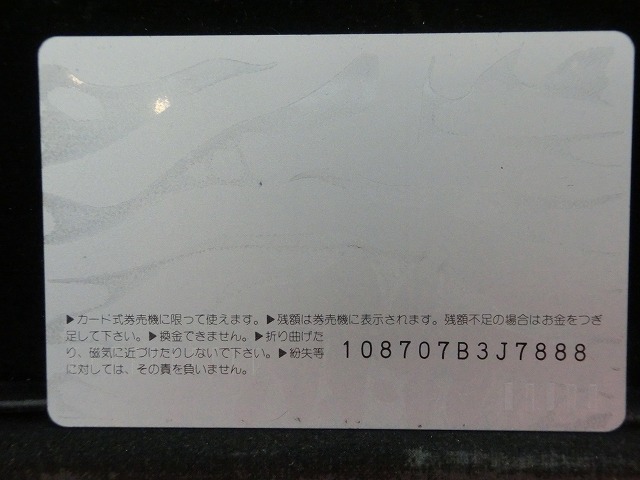 ▶カード式券売機に限って使えます。▶残額は券売機に表示されます。残額不足の場合はお金をつぎ
足して下さい。▶換金できません。▶折り曲げた
り、磁気に近づけたりしないで下さい。▶紛失等
に対しては、その責を負いません。
108707B3J7888